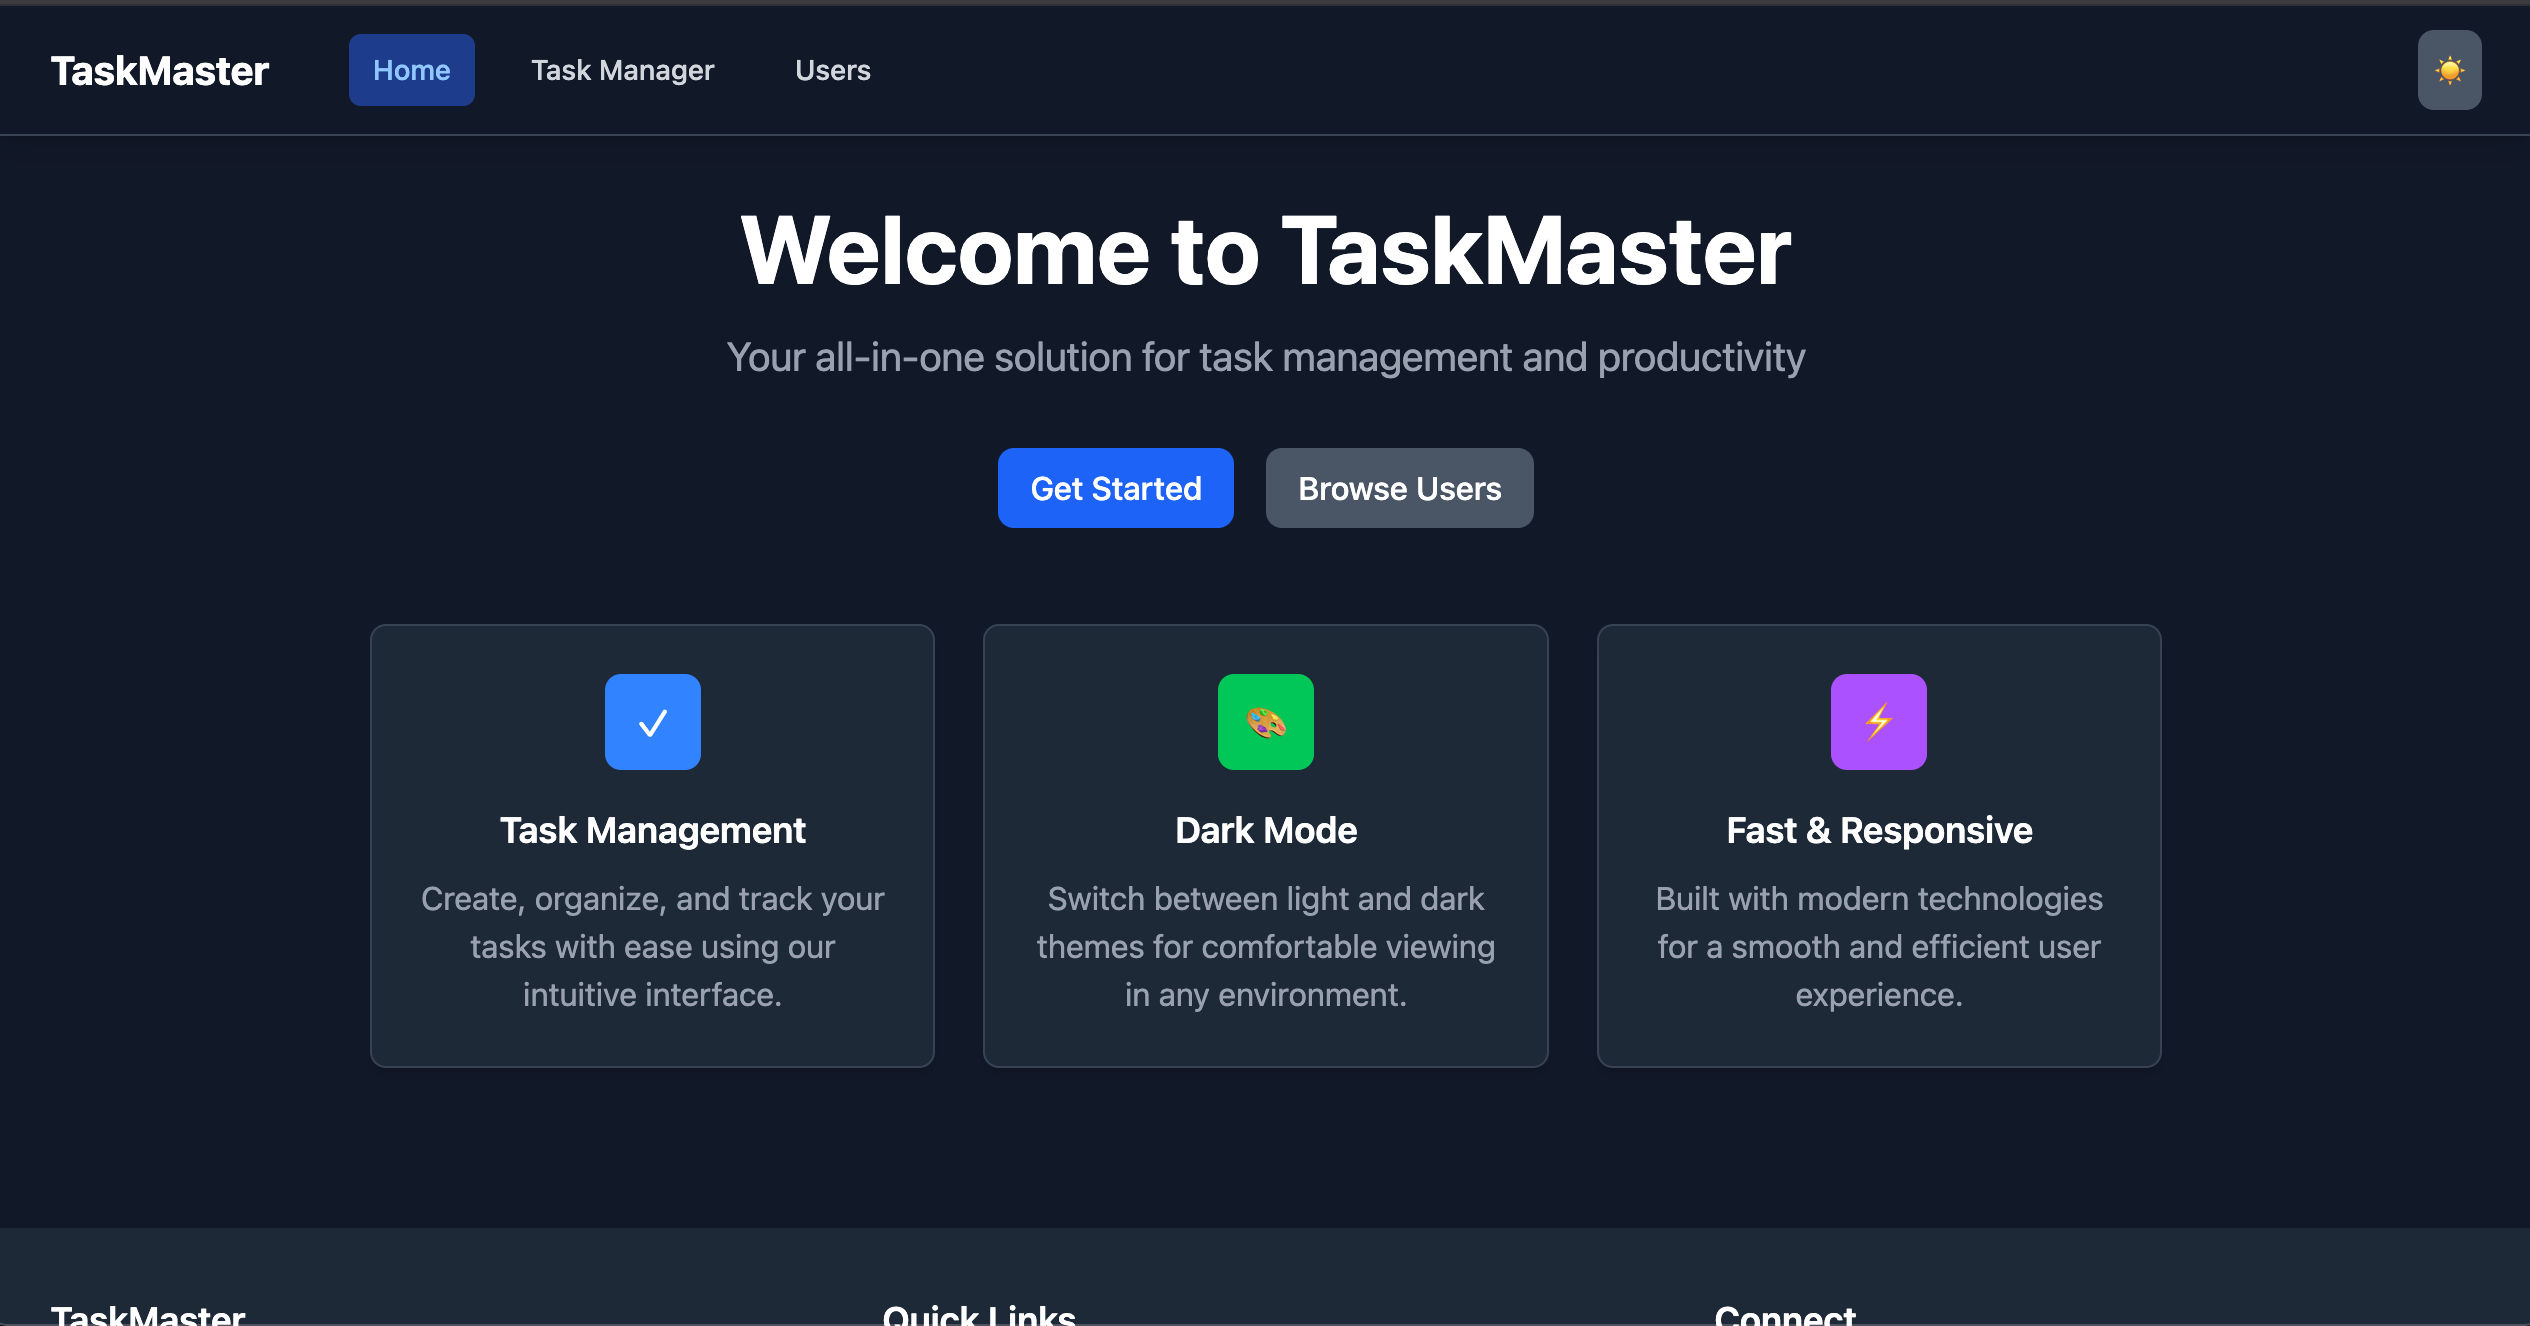 TaskMaster
Home
Task Manager
Users
Welcome to TaskMaster
Your all-in-one solution for task management and productivity
Get Started
Browse Users
Task Management
Create, organize, and track your
tasks with ease using our
intuitive interface.
Dark Mode
Switch between light and dark
themes for comfortable viewing
in any environment.
Fast & Responsive
Built with modern technologies
for a smooth and efficient user
experience.
TaskMaster
Quick Links
Connect